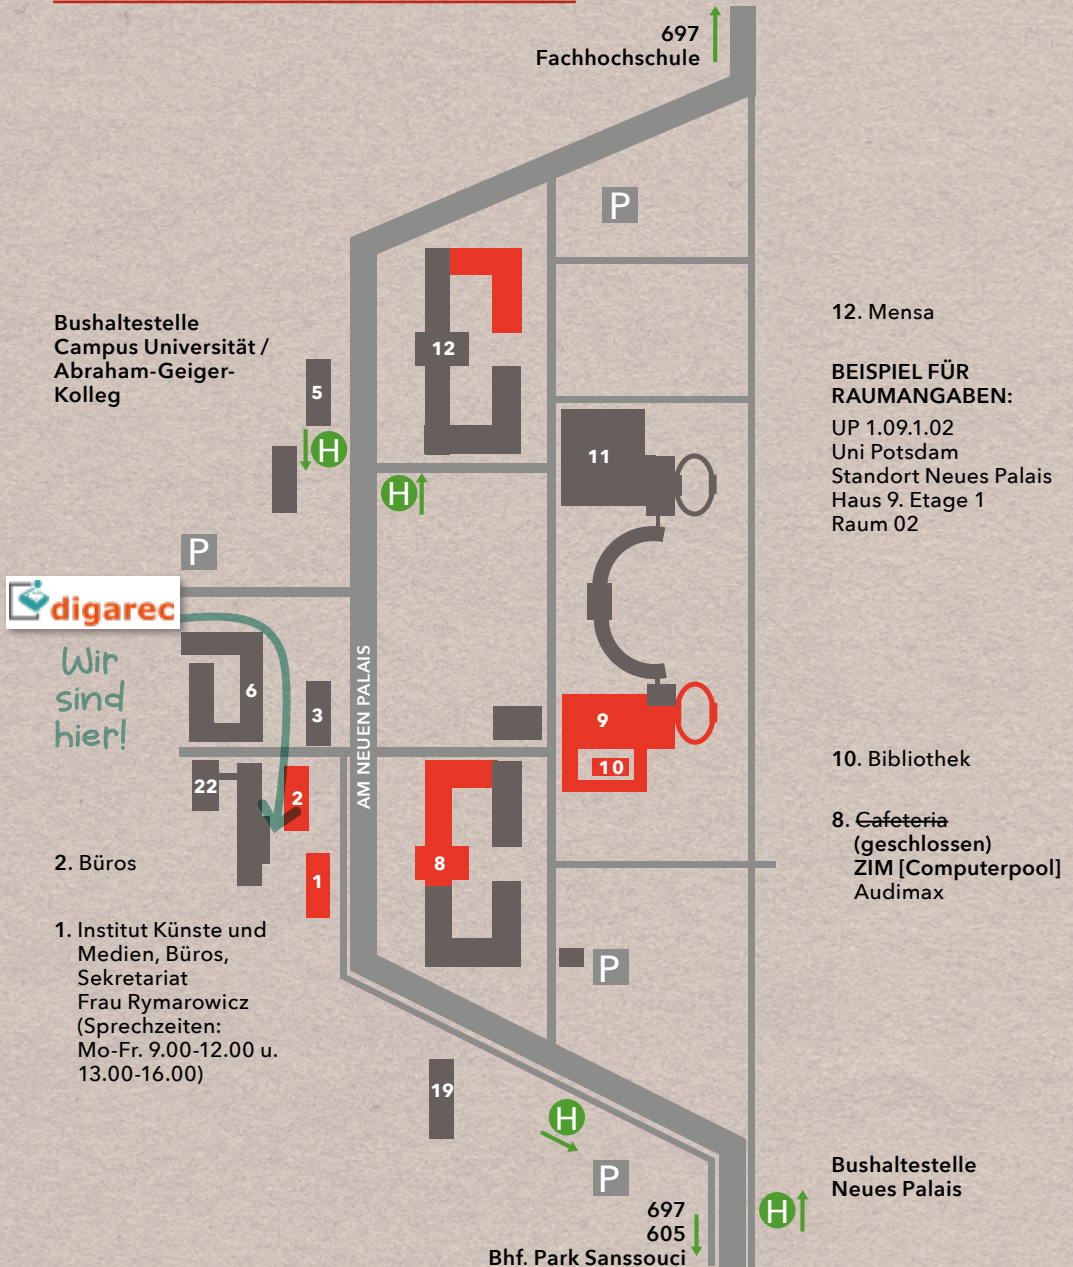 697
Fachhochschule
P
Bushaltestelle
Campus Universität /
Abraham-Geiger-
Kolleg
12. Mensa
12
BEISPIEL FÜR
RAUMANGABEN:
UP 1.09.1.02
Uni Potsdam
Standort Neues Palais
Haus 9. Etage 1
Raum 02
5
H
11
H
P
digarec
Wir
sind
hier!
AM NEUEN PALAIS
6
3
9
10
10. Bibliothek
22
2
8. Cafeteria
(geschlossen)
ZIM [Computerpool]
Audimax
2. Büros
8
1
1. Institut Künste und
Medien, Büros,
Sekretariat
Frau Rymarowicz
(Sprechzeiten:
Mo-Fr. 9.00-12.00 u.
13.00-16.00)
P
19
H
P
Bushaltestelle
Neues Palais
H
697
605
Bhf. Park Sanssouci